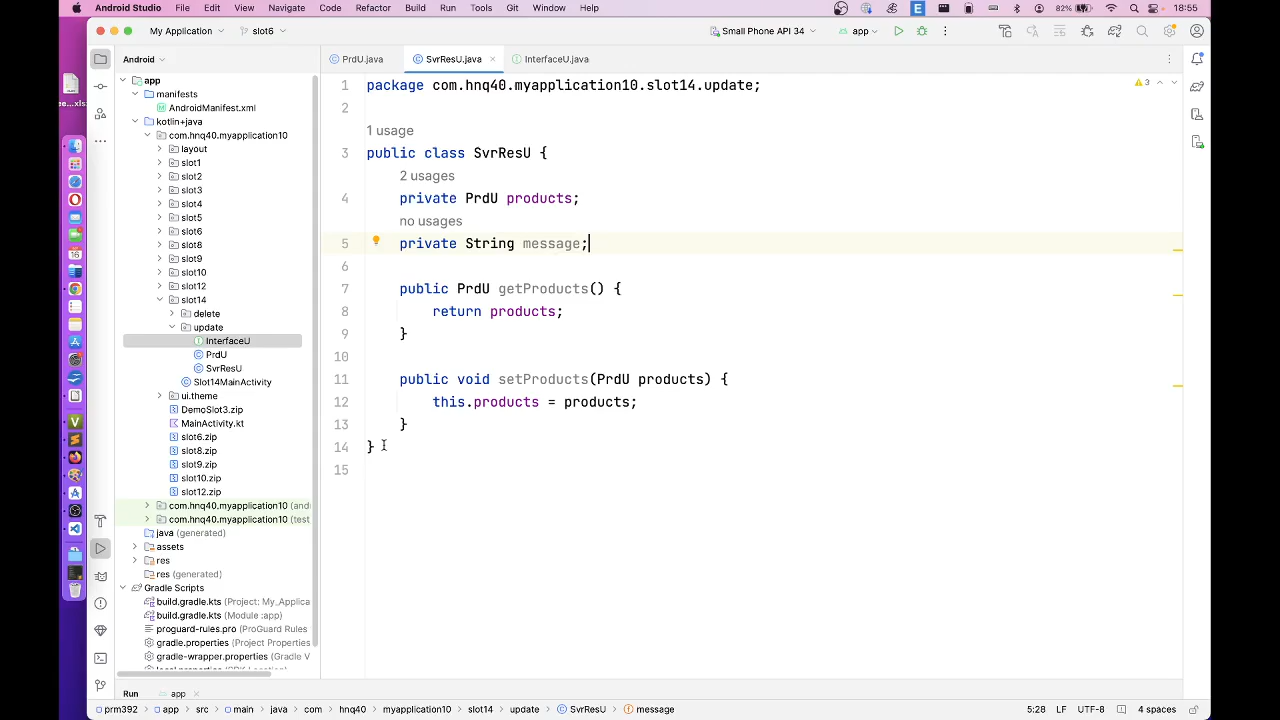 Android Studio File Edit View Navigate Code Refactor Build Run Tools Git Window Help 82% 18:55
My Application slot6 Small Phone API 34 app
Android PrdU.java SvrResU.java InterfaceU.java
app
manifests
AndroidManifest.xml
kotlin+java
com.hnq40.myapplication10
layout
slot1
slot2
slot3
slot4
slot5
slot6
slot8
slot9
slot10
slot12
slot14
delete
update
InterfaceU
PrdU
SvrResU
Slot14MainActivity
ui.theme
DemoSlot3.zip
MainActivity.kt
slot6.zip
slot8.zip
slot9.zip
slot10.zip
slot12.zip
com.hnq40.myapplication10 (and
com.hnq40.myapplication10 (test
java (generated)
assets
res
res (generated)
Gradle Scripts
build.gradle.kts (Project: My_Applica
build.gradle.kts (Module :app)
proguard-rules.pro (ProGuard Rules
gradle.properties (Project Properties
gradle-wrapper.properties (Gradle V
1 package com.hnq40.myapplication10.slot14.update; 3
2
1 usage
3 public class SvrResU {
2 usages
4 private PrdU products;
no usages
5 private String message;
6
7 public PrdU getProducts() {
8 return products;
9 }
10
11 public void setProducts(PrdU products) {
12 this.products = products;
13 }
14 }
15
Run app
prm392 app src main java com hnq40 myapplication10 slot14 update SvrResU message 5:28 LF UTF-8 4 spaces